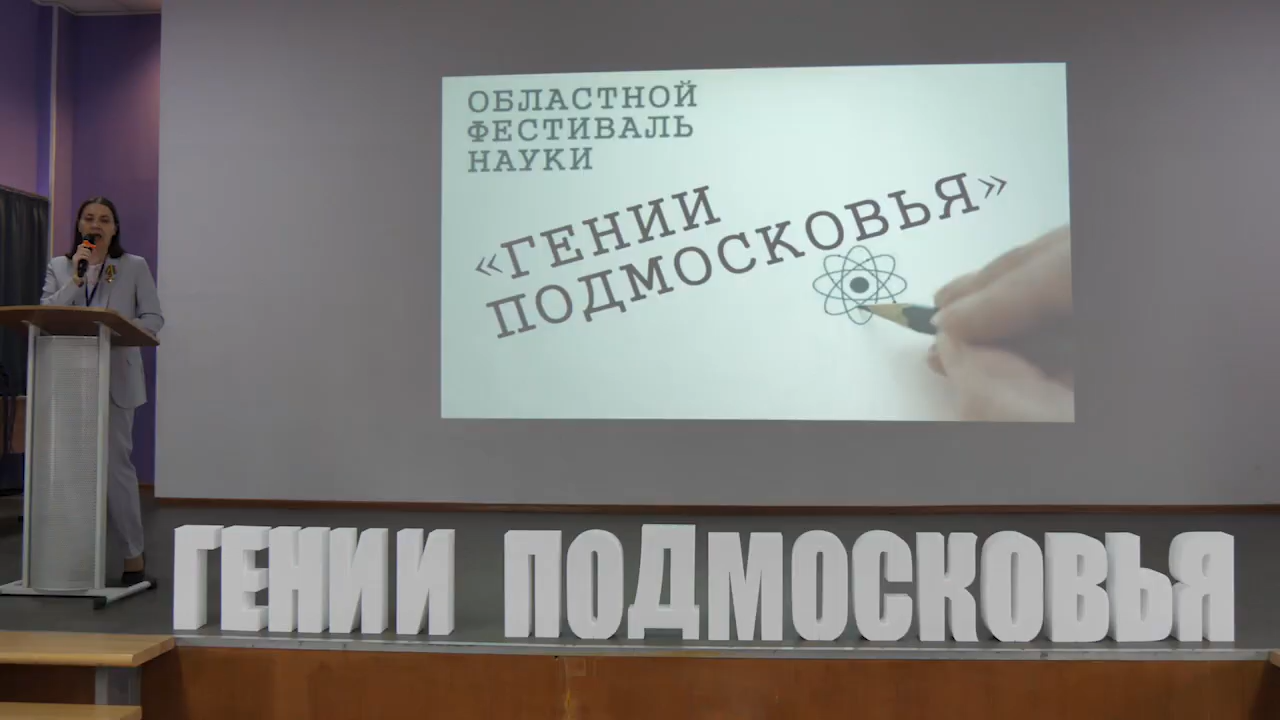 ОБЛАСТНОЙ
ФЕСТИВАЛЬ
НАУКИ
«ГЕНИИ
ПОДМОСКОВЬЯ»
ГЕНИИ ПОДМОСКОВЬЯ